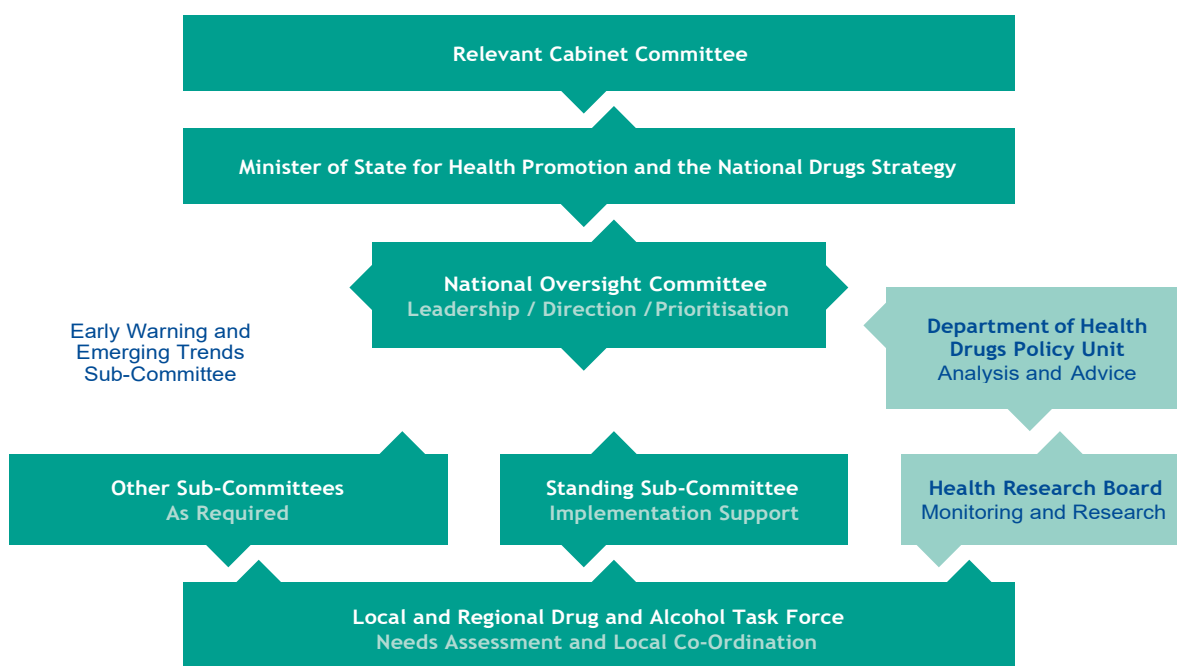 Relevant Cabinet Committee
Minister of State for Health Promotion and the National Drugs Strategy
National Oversight Committee
Leadership / Direction /Prioritisation
Early Warning and
Emerging Trends
Sub-Committee
Department of Health
Drugs Policy Unit
Analysis and Advice
Other Sub-Committees
As Required
Standing Sub-Committee
Implementation Support
Health Research Board
Monitoring and Research
Local and Regional Drug and Alcohol Task Force
Needs Assessment and Local Co-Ordination